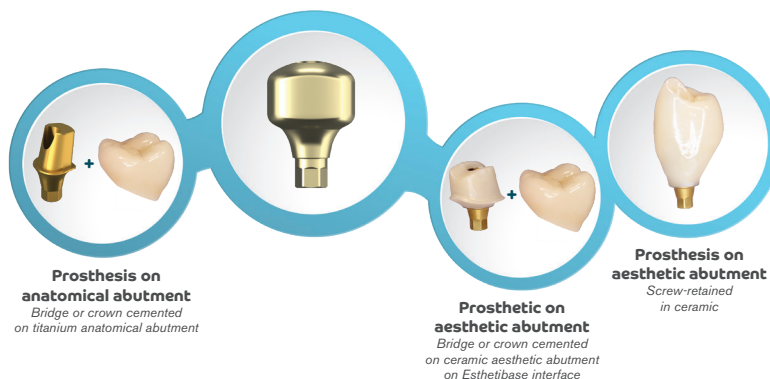 +
Prosthesis on
anatomical abutment
Bridge or crown cemented
on titanium anatomical abutment
+
Prosthetic on
aesthetic abutment
Bridge or crown cemented
on ceramic aesthetic abutment
on Esthetibase interface
Prosthesis on
aesthetic abutment
Screw-retained
in ceramic